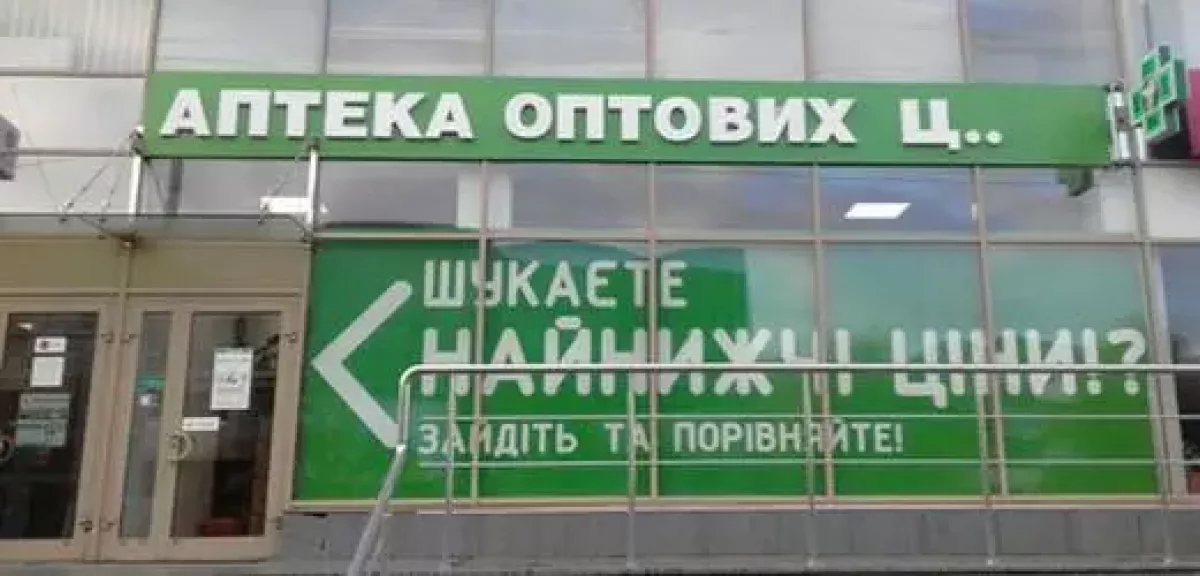 АПТЕКА ОПТОВИХ Ц..
ШУКАЄТЕ
НАЙНИЖЧІ ЦІНИ!?
ЗАЙДІТЬ ТА ПОРІВНЯЙТЕ!